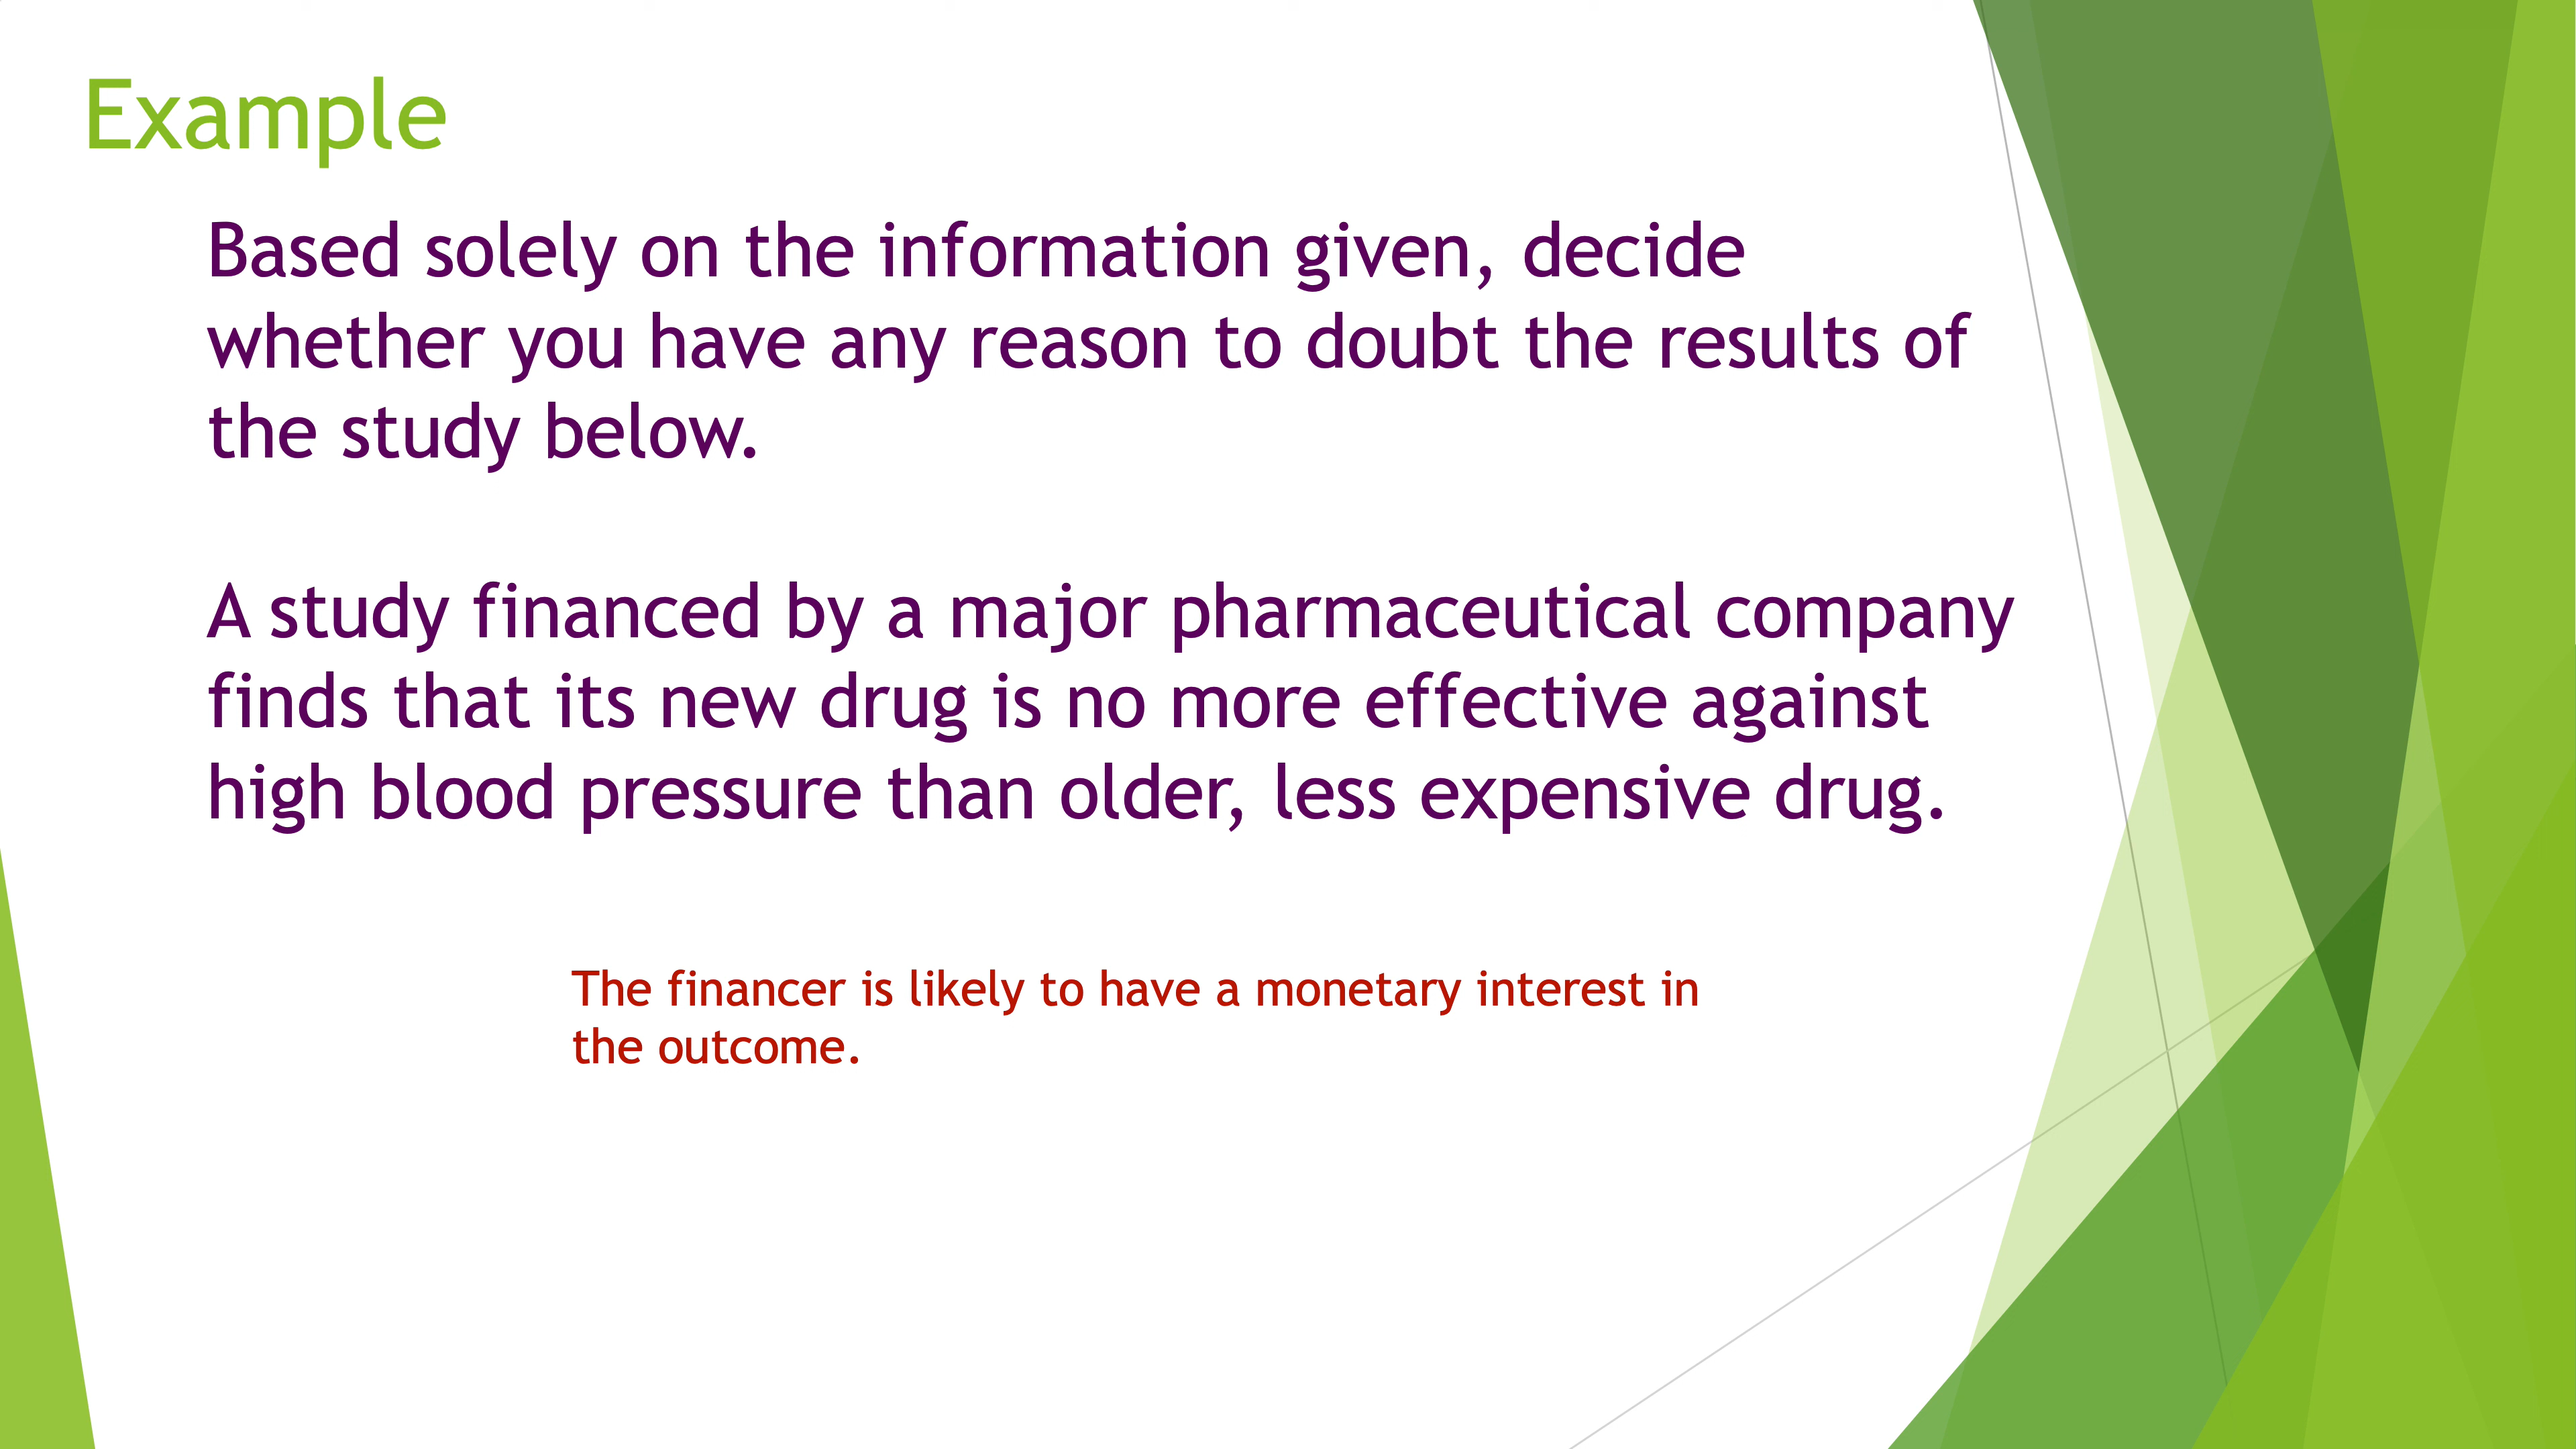 Example
Based solely on the information given, decide
whether you have any reason to doubt the results of
the study below.
A study financed by a major pharmaceutical company
finds that its new drug is no more effective against
high blood pressure than older, less expensive drug.
The financer is likely to have a monetary interest in
the outcome.